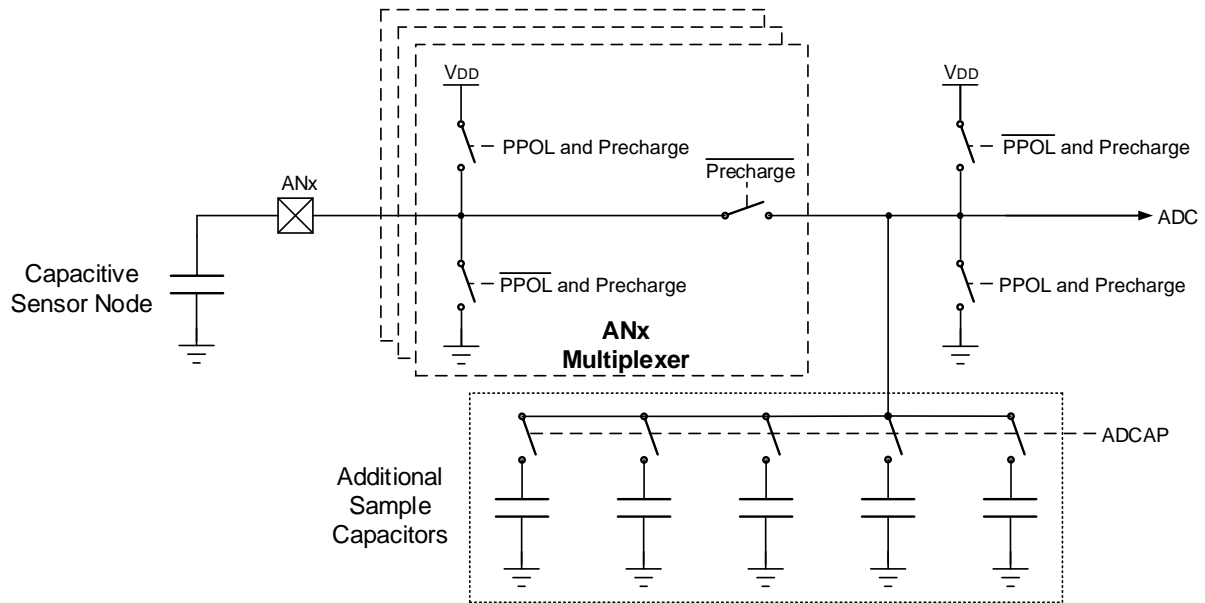 VDD
VDD
PPOL and Precharge
PPOL and Precharge
Precharge
ANx
ADC
Capacitive
Sensor Node
PPOL and Precharge
PPOL and Precharge
ANx
Multiplexer
ADCAP
Additional
Sample
Capacitors